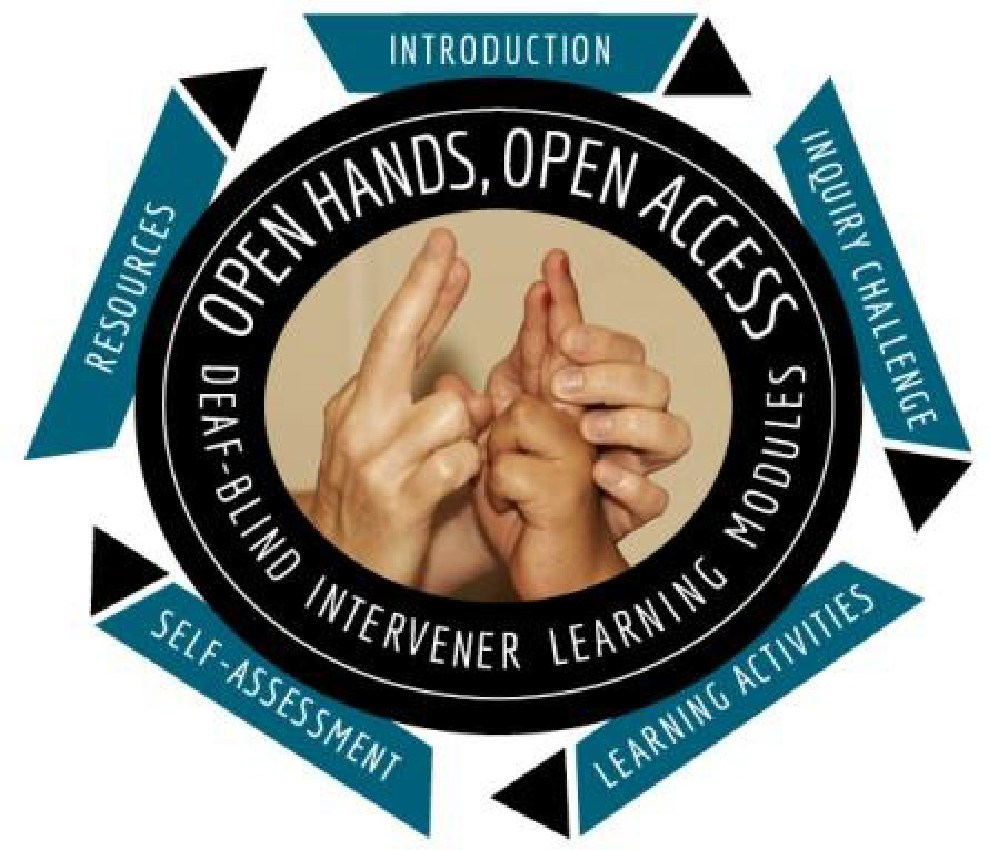 INTRODUCTION
INQUIRY CHALLENGE
LEARNING ACTIVITIES
SELF-ASSESSMENT
RESOURCES
OPEN HANDS, OPEN ACCESS
DEAF-BLIND INTERVENER LEARNING MODULES